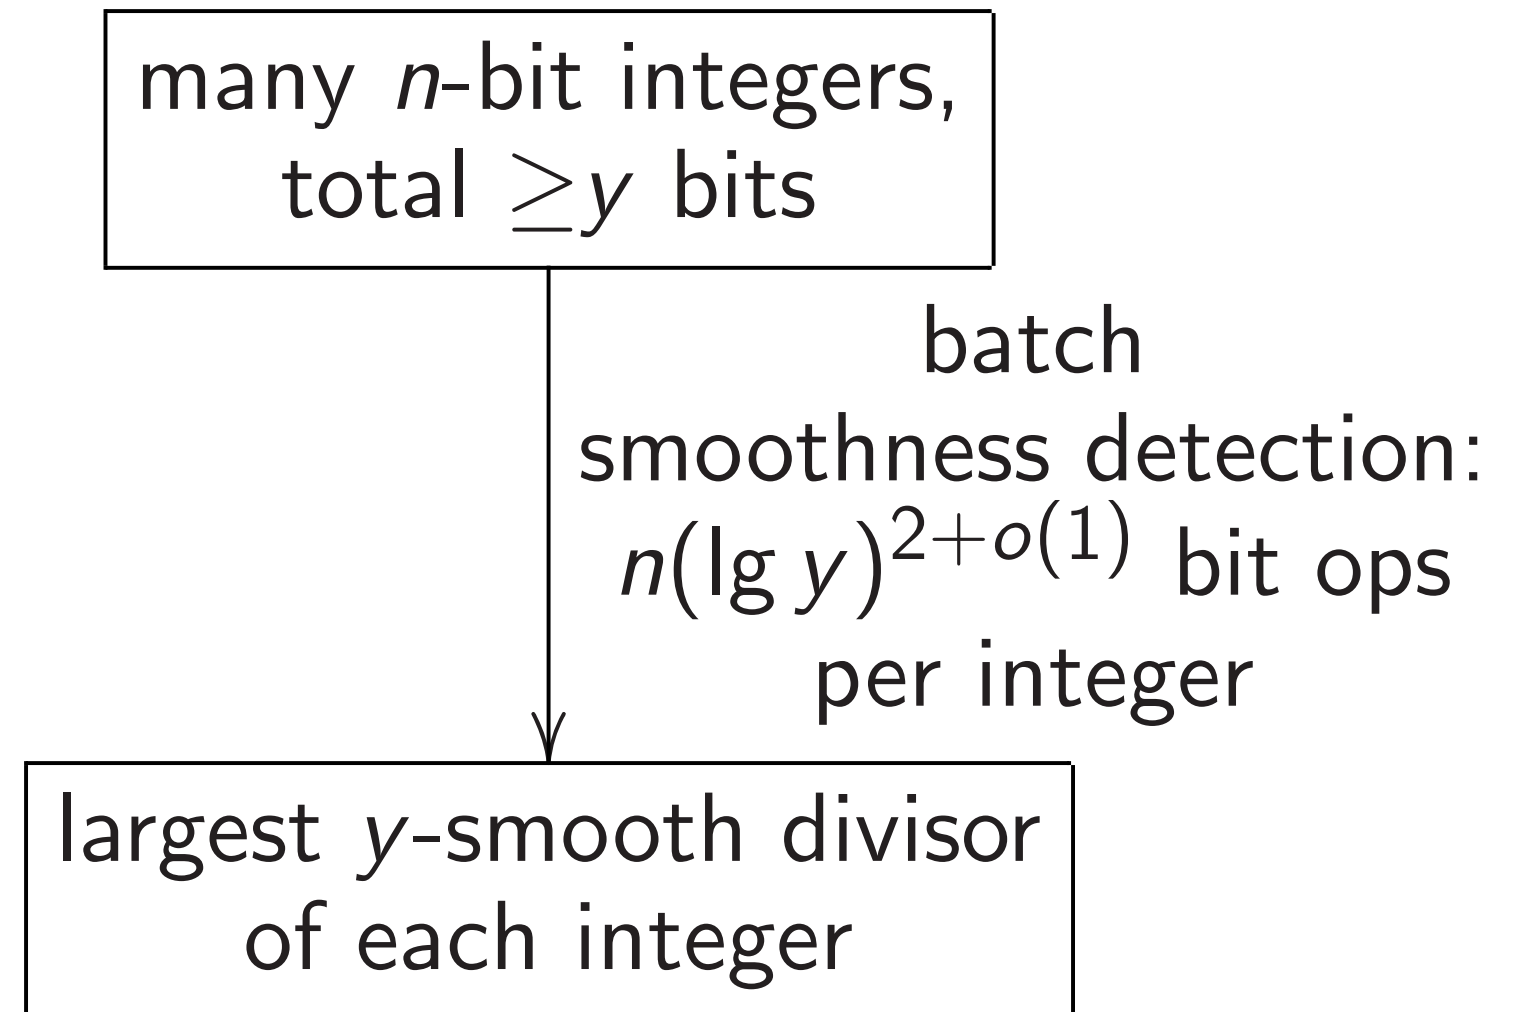 many n-bit integers,
total ≥y bits
batch
smoothness detection:
n(lg y)^{2+o(1)} bit ops
per integer
largest y-smooth divisor
of each integer